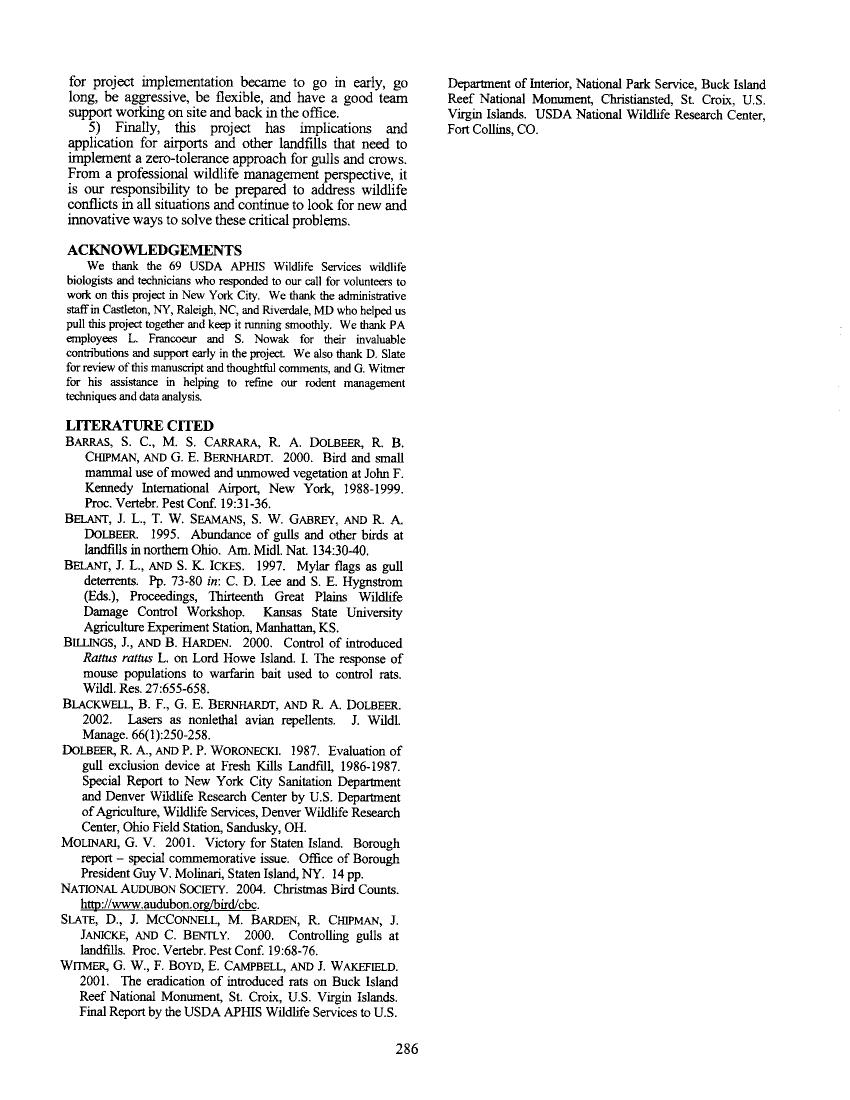 for project implementation became to go in early, go
long, be aggressive, be flexible, and have a good team
support working on site and back in the office.
5) Finally, this project has implications and
application for airports and other landfills that need to
implement a zero-tolerance approach for gulls and crows.
From a professional wildlife management perspective, it
is our responsibility to be prepared to address wildlife
conflicts in all situations and continue to look for new and
innovative ways to solve these critical problems.
ACKNOWLEDGEMENTS
We thank the 69 USDA APHIS Wildlife Services wildlife
biologists and technicians who responded to our call for volunteers to
work on this project in New York City. We thank the administrative
staff in Castleton, NY, Raleigh, NC, and Riverdale, MD who helped us
pull this project together and keep it running smoothly. We thank PA
employees L. Francoeur and S. Nowak for their invaluable
contributions and support early in the project. We also thank D. Slate
for review of this manuscript and thoughtful comments, and G. Witmer
for his assistance in helping to refine our rodent management
techniques and data analysis.
LITERATURE CITED
BARRAS, S. C., M. S. CARRARA, R. A. DOLBEER, R. B.
CHIPMAN, AND G. E. BERNHARDT. 2000. Bird and small
mammal use of mowed and unmowed vegetation at John F.
Kennedy International Airport, New York, 1988-1999.
Proc. Vertebr. Pest Conf. 19:31-36.
BELANT, J. L., T. W. SEAMANS, S. W. GABREY, AND R. A.
DOLBEER. 1995. Abundance of gulls and other birds at
landfills in northern Ohio. Am. Midl. Nat. 134:30-40.
BELANT, J. L., AND S. K. ICKES. 1997. Mylar flags as gull
deterrents. Pp. 73-80 in: C. D. Lee and S. E. Hygnstrom
(Eds.), Proceedings, Thirteenth Great Plains Wildlife
Damage Control Workshop. Kansas State University
Agriculture Experiment Station, Manhattan, KS.
BILLINGS, J., AND B. HARDEN. 2000. Control of introduced
Rattus rattus L. on Lord Howe Island. I. The response of
mouse populations to warfarin bait used to control rats.
Wildl. Res. 27:655-658.
BLACKWELL, B. F., G. E. BERNHARDT, AND R. A. DOLBEER.
2002. Lasers as nonlethal avian repellents. J. Wildl.
Manage. 66(1):250-258.
DOLBEER, R. A., AND P. P. WORONECKI. 1987. Evaluation of
gull exclusion device at Fresh Kills Landfill, 1986-1987.
Special Report to New York City Sanitation Department
and Denver Wildlife Research Center by U.S. Department
of Agriculture, Wildlife Services, Denver Wildlife Research
Center, Ohio Field Station, Sandusky, OH.
MOLINARI, G. V. 2001. Victory for Staten Island. Borough
report – special commemorative issue. Office of Borough
President Guy V. Molinari, Staten Island, NY. 14 pp.
NATIONAL AUDUBON SOCIETY. 2004. Christmas Bird Counts.
http://www.audubon.org/bird/cbc.
SLATE, D., J. MCCONNELL, M. BARDEN, R. CHIPMAN, J.
JANICKE, AND C. BENTLY. 2000. Controlling gulls at
landfills. Proc. Vertebr. Pest Conf. 19:68-76.
WITMER, G. W., F. BOYD, E. CAMPBELL, AND J. WAKEFIELD.
2001. The eradication of introduced rats on Buck Island
Reef National Monument, St. Croix, U.S. Virgin Islands.
Final Report by the USDA APHIS Wildlife Services to U.S.
Department of Interior, National Park Service, Buck Island
Reef National Monument, Christiansted, St. Croix, U.S.
Virgin Islands. USDA National Wildlife Research Center,
Fort Collins, CO.
286